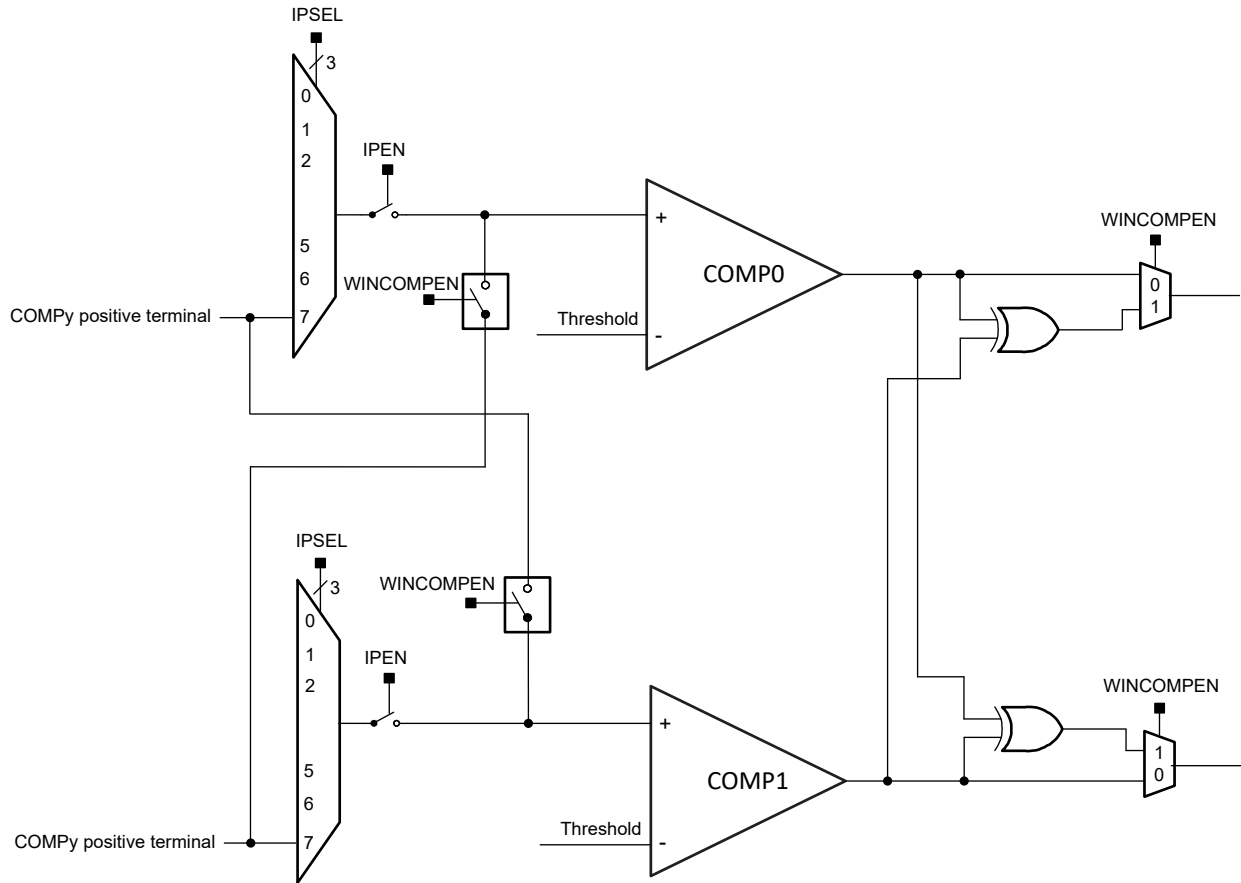 IPSEL
3
0
1
2
5
6
7
IPEN
WINCOMPEN
COMPy positive terminal
+
COMP0
Threshold
-
WINCOMPEN
0
1
IPSEL
3
0
1
2
5
6
7
IPEN
WINCOMPEN
COMPy positive terminal
+
COMP1
Threshold
-
WINCOMPEN
1
0